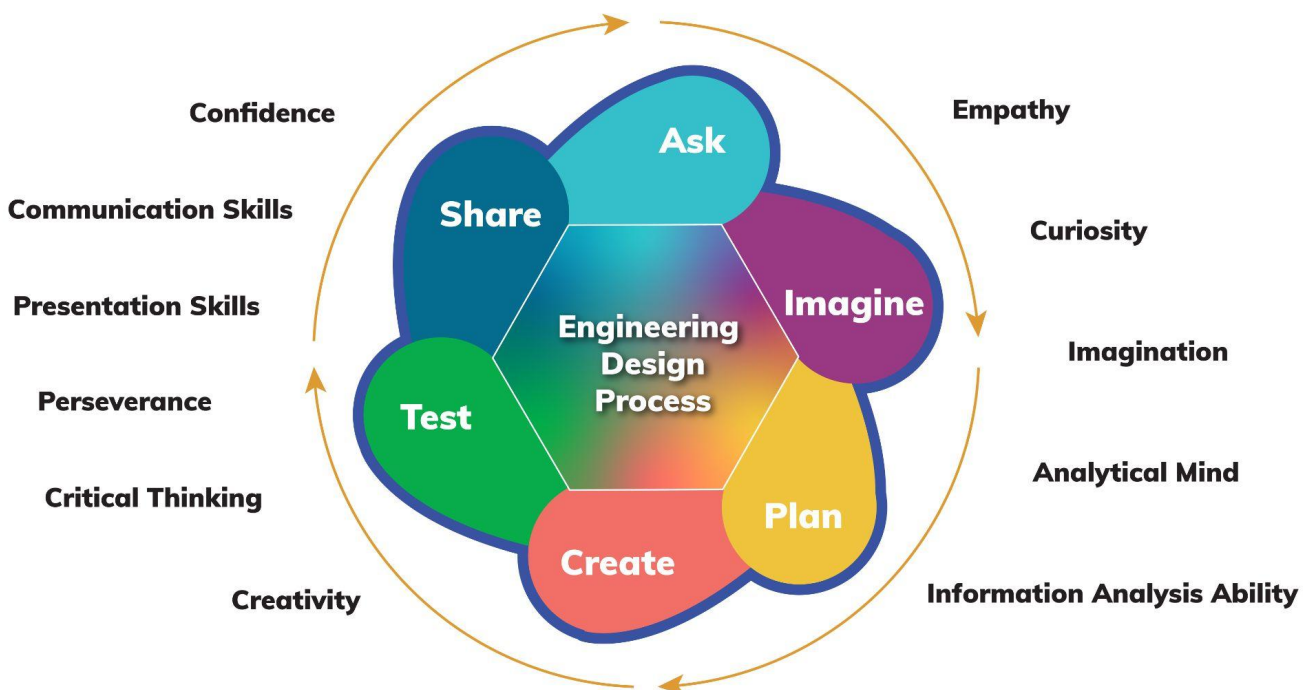 Confidence
Communication Skills
Presentation Skills
Perseverance
Critical Thinking
Creativity
Ask
Imagine
Plan
Create
Test
Share
Engineering
Design
Process
Empathy
Curiosity
Imagination
Analytical Mind
Information Analysis Ability